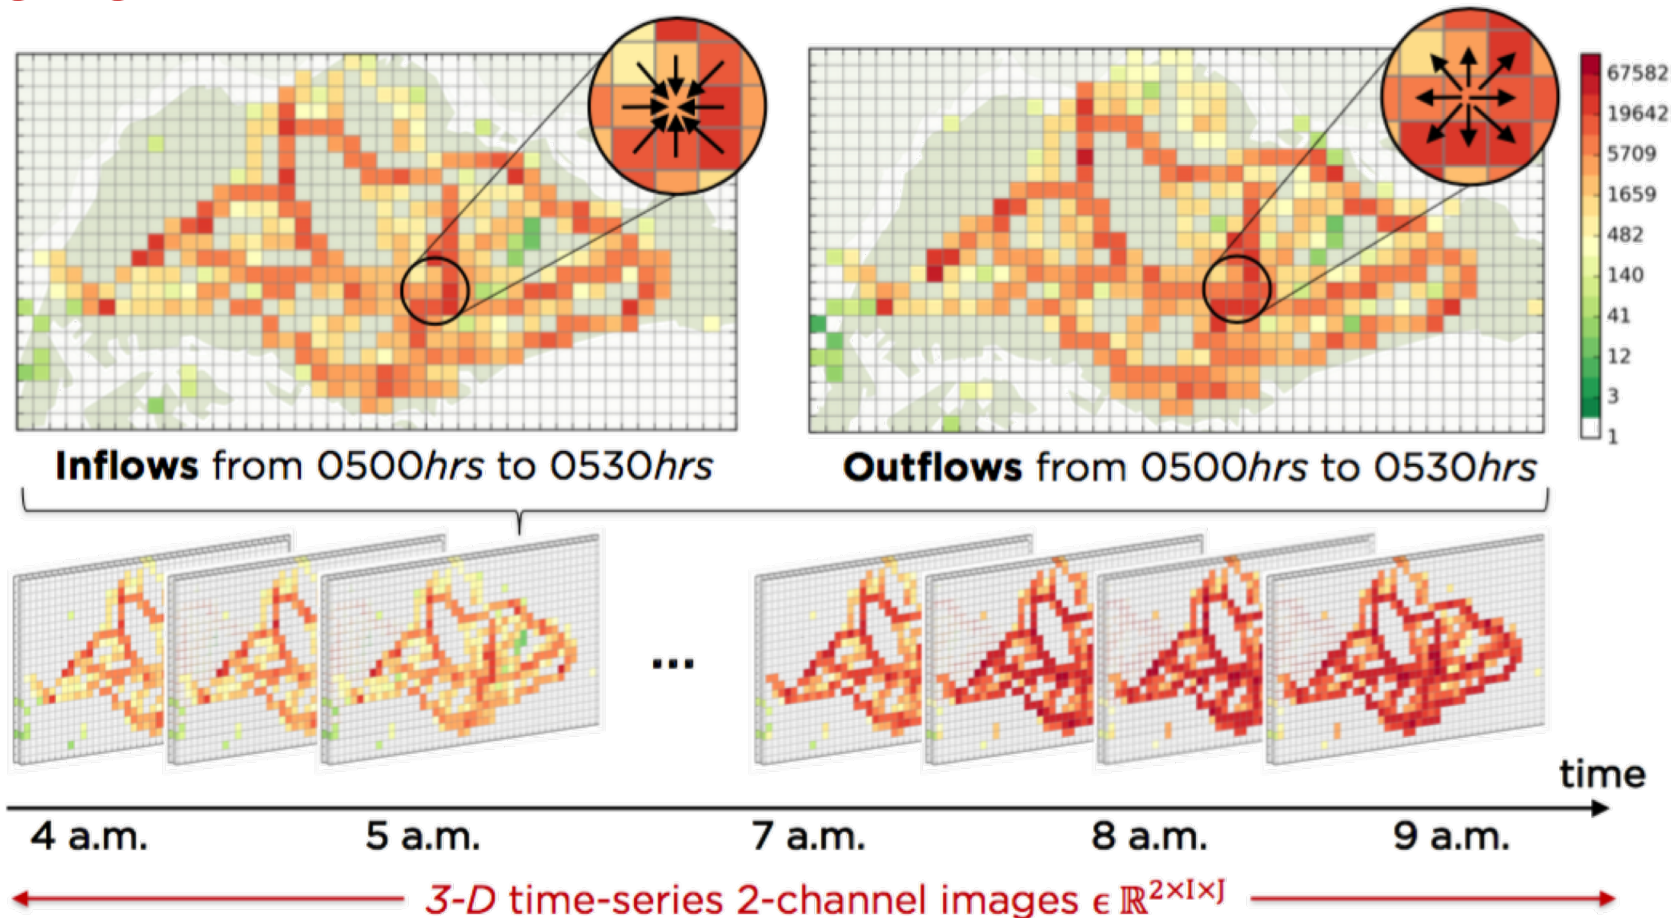 67582
19642
5709
1659
482
140
41
12
3
1
Inflows from 0500hrs to 0530hrs
Outflows from 0500hrs to 0530hrs
...
time
4 a.m.
5 a.m.
7 a.m.
8 a.m.
9 a.m.
3-D time-series 2-channel images ϵ ℝ^{2×I×J}